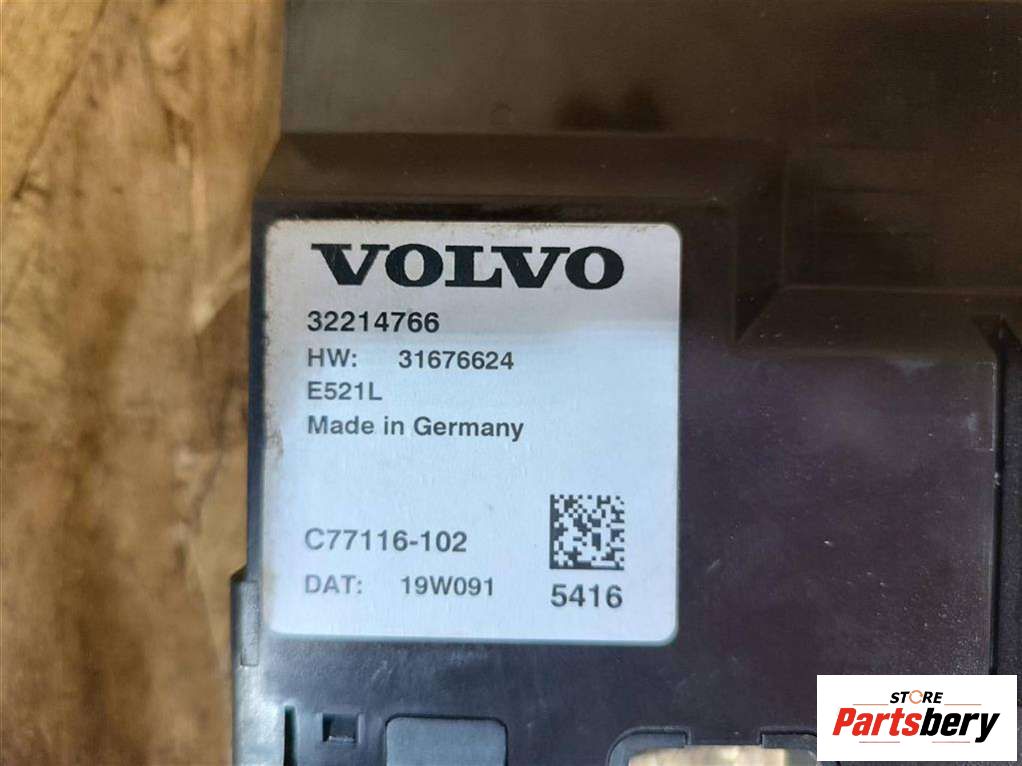 VOLVO
32214766
HW: 31676624
E521L
Made in Germany
C77116-102
DAT: 19W091
5416
STORE
Partsbery